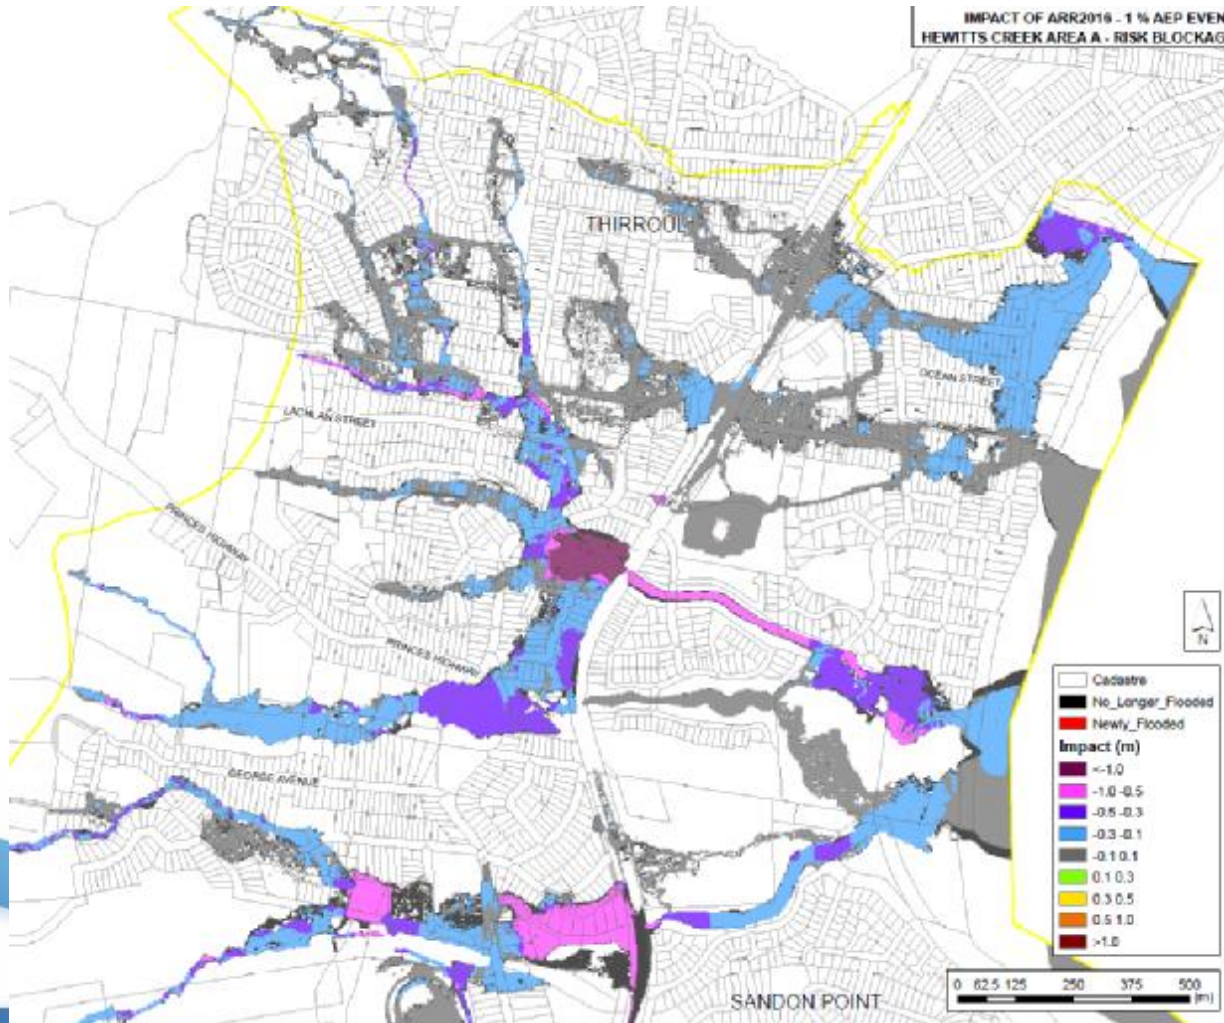 IMPACT OF ARR2016 - 1 % AEP EVEN
HEWITTS CREEK AREA A - RISK BLOCKAG
THIRROUL
OCEAN STREET
LACHLAN STREET
PRINCES HIGHWAY
PRINCES HIGHWAY
GEORGE AVENUE
SANDON POINT
N
Cadastre
No_Longer_Flooded
Newly_Flooded
Impact (m)
<-1.0
-1.0 -0.5
-0.5 -0.3
-0.3 -0.1
-0.1 0.1
0.1 0.3
0.3 0.5
0.5 1.0
>1.0
0 62.5 125 250 375 500
(m)